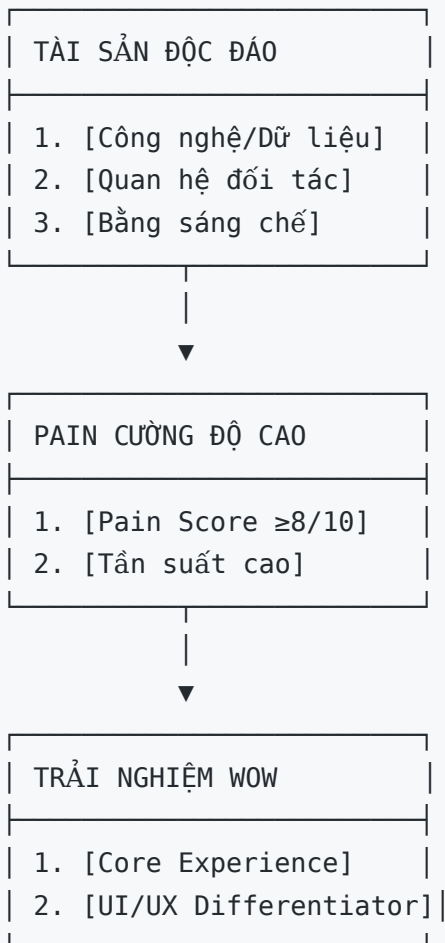 TÀI SẢN ĐỘC ĐÁO
1. [Công nghệ/Dữ liệu]
2. [Quan hệ đối tác]
3. [Bằng sáng chế]
▼
PAIN CƯỜNG ĐỘ CAO
1. [Pain Score ≥8/10]
2. [Tần suất cao]
▼
TRẢI NGHIỆM WOW
1. [Core Experience]
2. [UI/UX Differentiator]